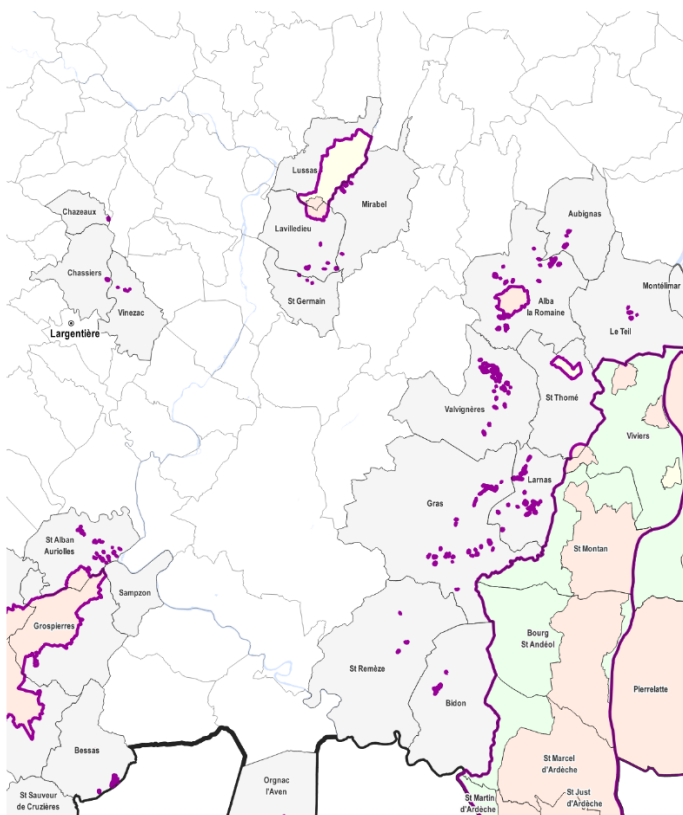 Lussas
Mirabel
Chazeaux
Aubignas
Lavilledieu
Chassiers
Montélimar
St Germain
Alba
la Romaine
Vinezac
Largentière
Le Teil
St Thomé
Valvignères
Viviers
Larnas
Gras
St Alban
Auriolles
St Montan
Sampzon
Grospierres
Bourg
St Andéol
St Remèze
Pierrelatte
Bidon
Bessas
St Marcel
d'Ardèche
Orgnac
l'Aven
St Sauveur
de Cruzières
St Martin
d'Ardèche
St Just
d'Ardèche